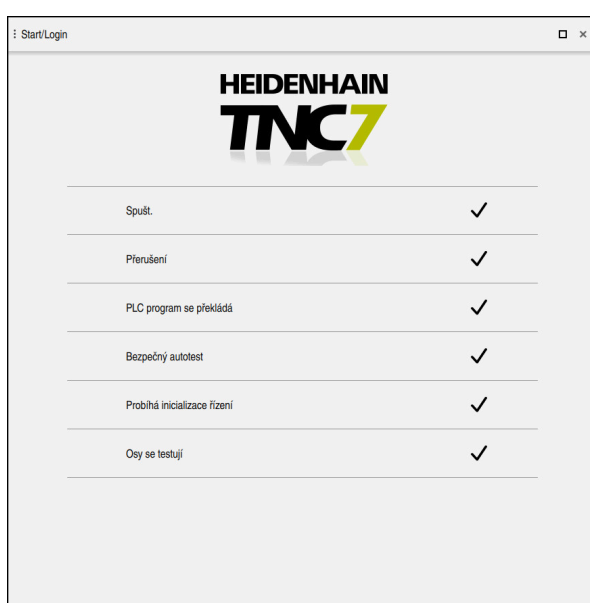 Start/Login
HEIDENHAIN
TNC7
Spušt.
Přerušení
PLC program se překládá
Bezpečný autotest
Probíhá inicializace řízení
Osy se testují